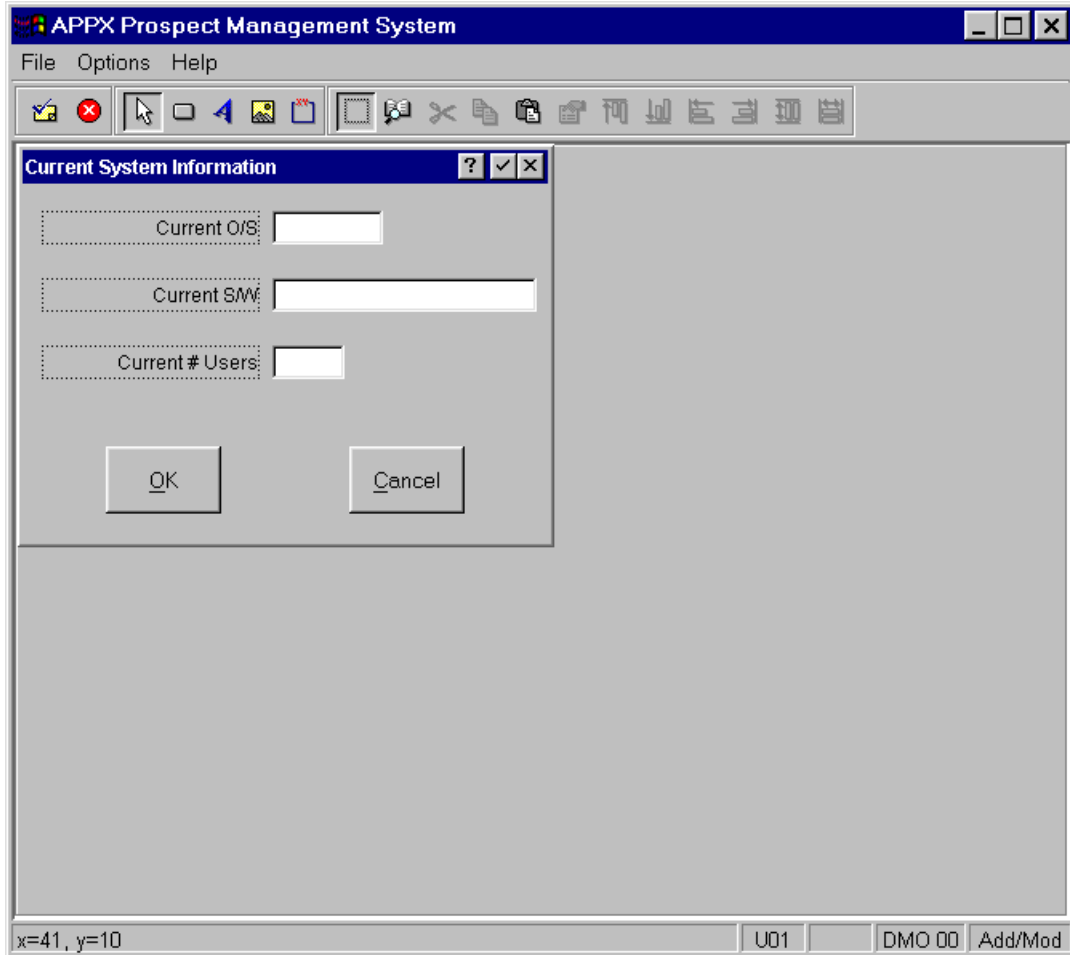 APPX Prospect Management System
File Options Help
Current System Information
Current O/S
Current S/W
Current # Users
OK Cancel
x=41, y=10 U01 DMO 00 Add/Mod